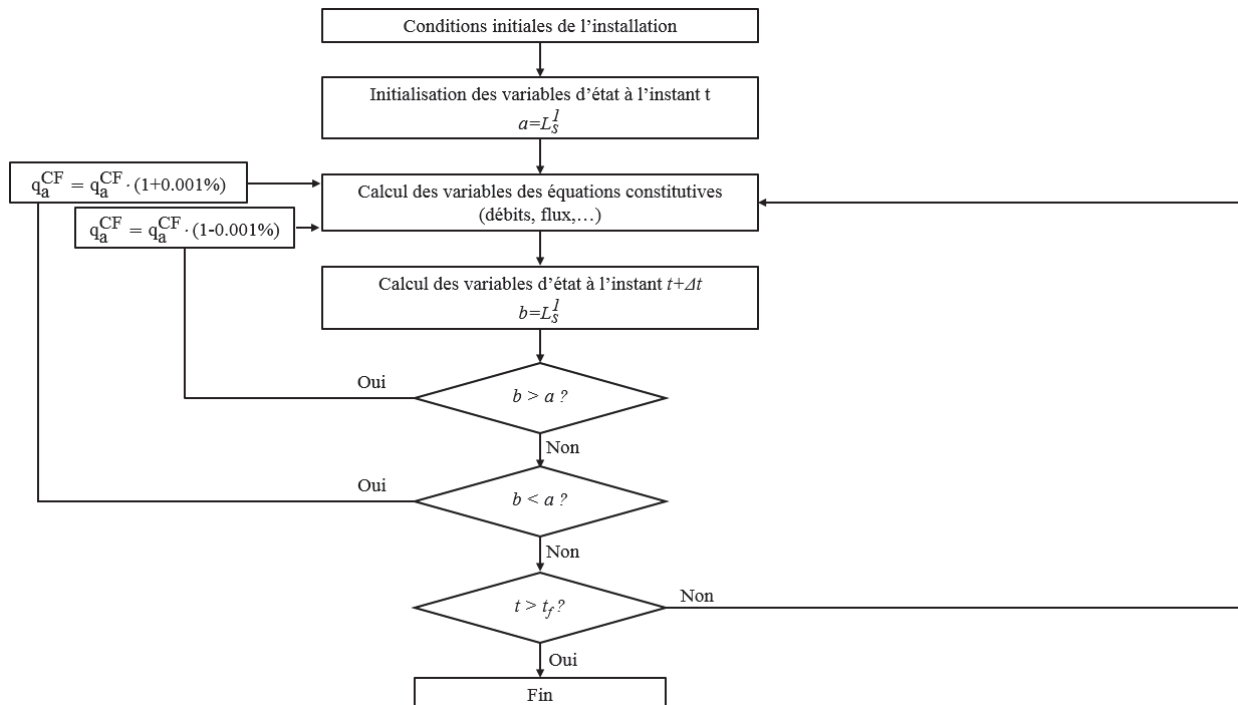 Conditions initiales de l’installation
Initialisation des variables d’état à l’instant t
a=L_s^l
q_a^CF = q_a^CF · (1+0.001%)
Calcul des variables des équations constitutives
(débits, flux,…)
q_a^CF = q_a^CF · (1-0.001%)
Calcul des variables d’état à l’instant t+Δt
b=L_s^l
Oui
b > a ?
Non
Oui
b < a ?
Non
t > t_f ?
Non
Oui
Fin